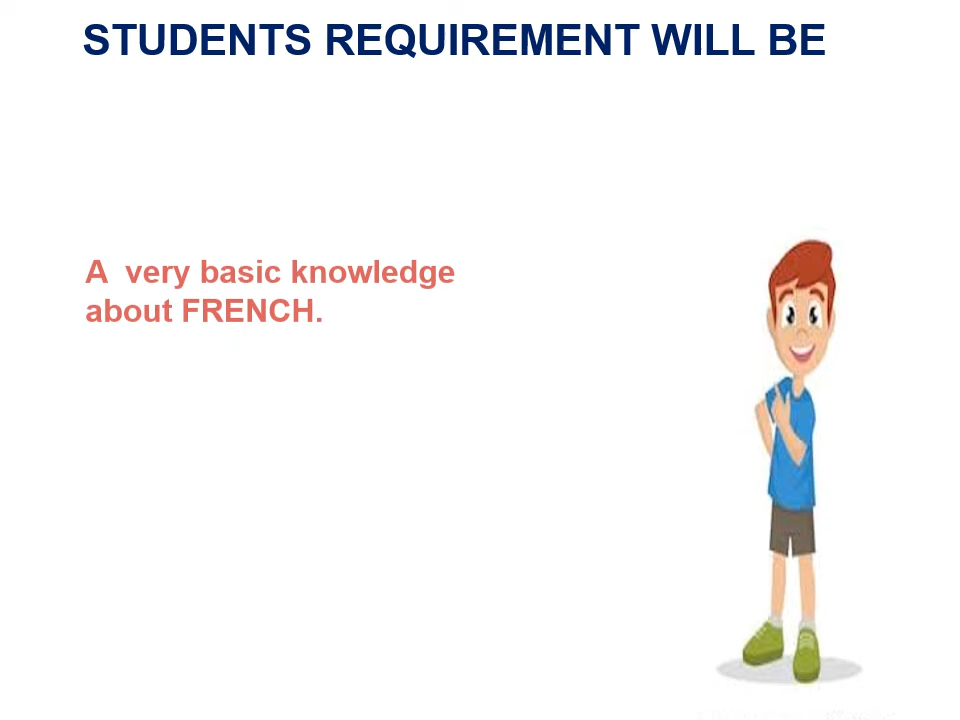 STUDENTS REQUIREMENT WILL BE
A  very basic knowledge
about FRENCH.